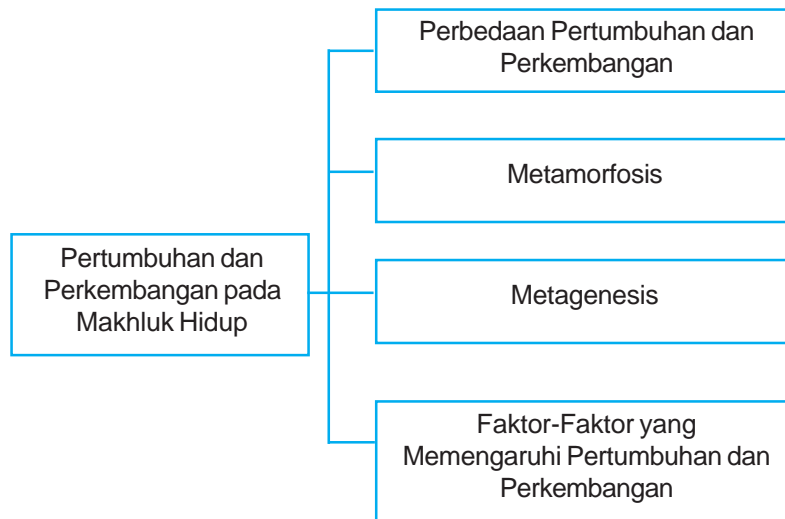 Perbedaan Pertumbuhan dan
Perkembangan
Metamorfosis
Pertumbuhan dan
Perkembangan pada
Makhluk Hidup
Metagenesis
Faktor-Faktor yang
Memengaruhi Pertumbuhan dan
Perkembangan